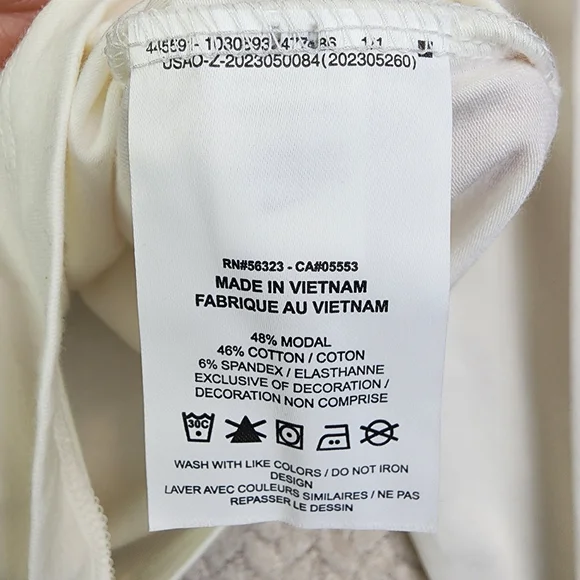 USAO-Z-2023050084(202305260)
RN#56323 - CA#05553
MADE IN VIETNAM
FABRIQUE AU VIETNAM
48% MODAL
46% COTTON / COTON
6% SPANDEX / ELASTHANNE
EXCLUSIVE OF DECORATION /
DECORATION NON COMPRISE
30C
WASH WITH LIKE COLORS / DO NOT IRON
DESIGN
LAVER AVEC COULEURS SIMILAIRES / NE PAS
REPASSER LE DESSIN